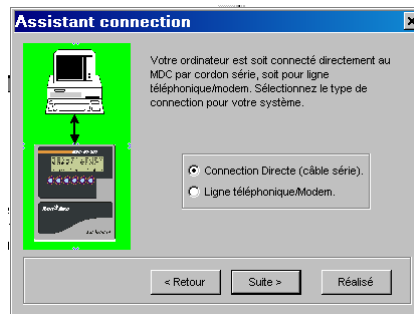 Assistant connection
Votre ordinateur est soit connecté directement au
MDC par cordon série, soit pour ligne
téléphonique/modem. Sélectionnez le type de
connection pour votre système.
Connection Directe (câble série).
Ligne téléphonique/Modem.
< Retour
Suite >
Réalisé